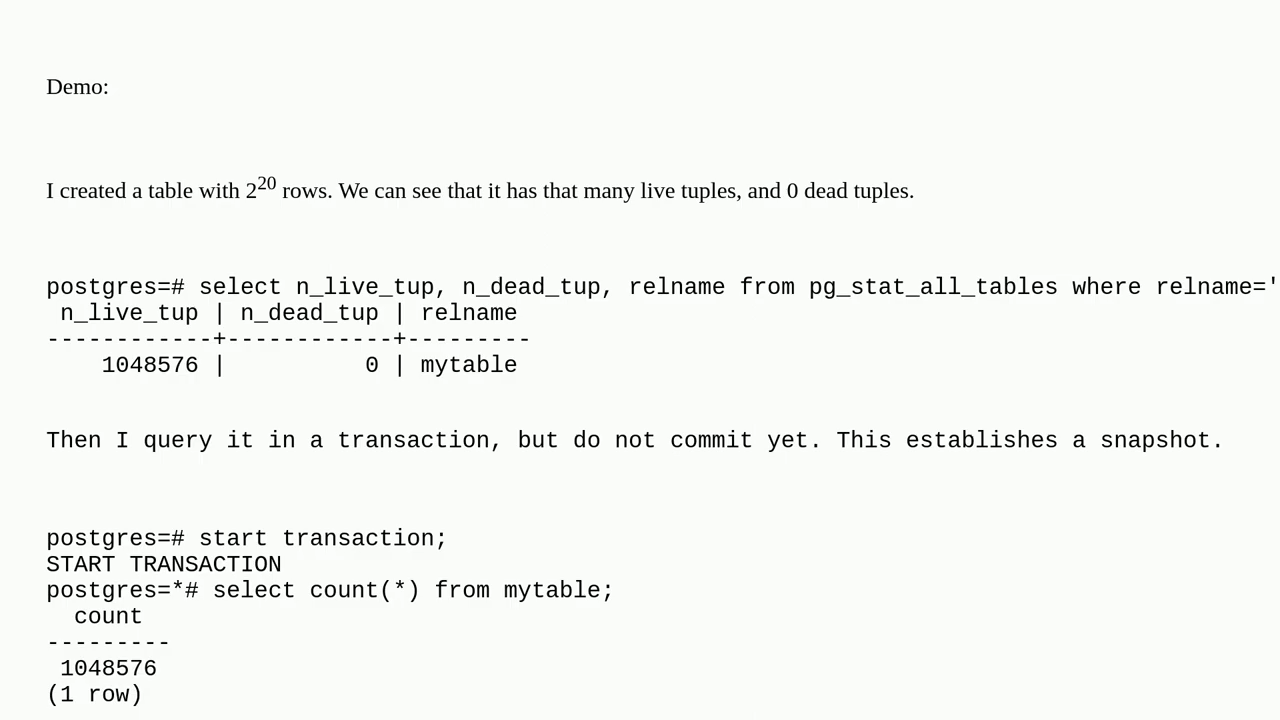 Demo:
I created a table with 2^20 rows. We can see that it has that many live tuples, and 0 dead tuples.
postgres=# select n_live_tup, n_dead_tup, relname from pg_stat_all_tables where relname='
 n_live_tup | n_dead_tup | relname
------------+------------+---------
    1048576 |          0 | mytable
Then I query it in a transaction, but do not commit yet. This establishes a snapshot.
postgres=# start transaction;
START TRANSACTION
postgres=*# select count(*) from mytable;
  count
---------
 1048576
(1 row)